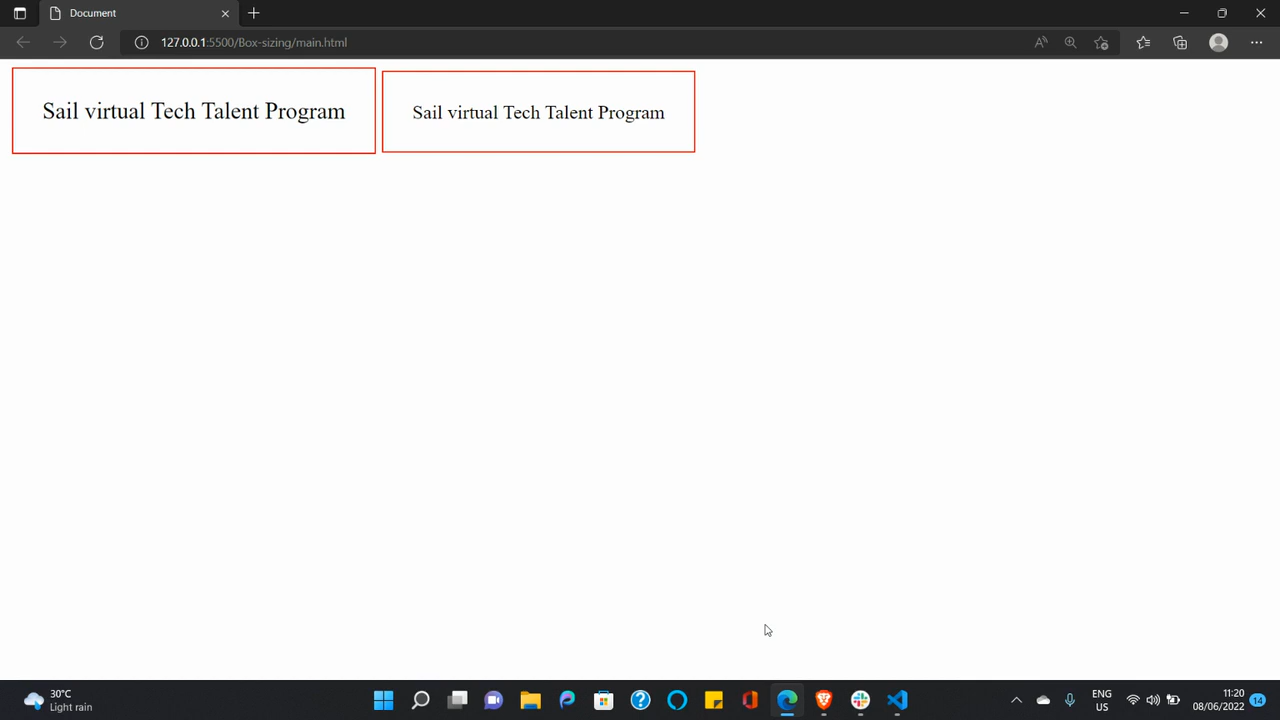 Document
127.0.0.1:5500/Box-sizing/main.html
Sail virtual Tech Talent Program
Sail virtual Tech Talent Program
30°C
Light rain
ENG
US
11:20
08/06/2022
14